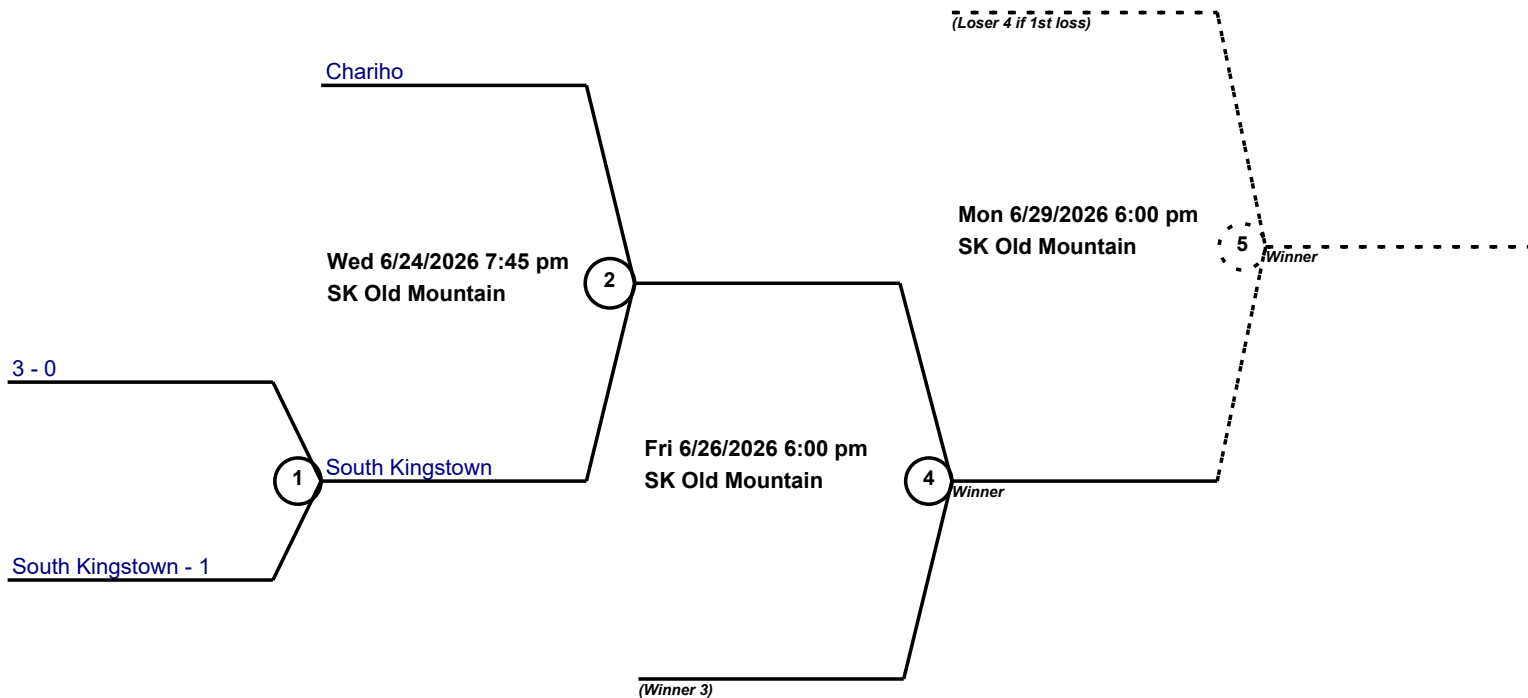 (Loser 4 if 1st loss)
Chariho
Mon 6/29/2026 6:00 pm
SK Old Mountain
5
Winner
Wed 6/24/2026 7:45 pm
SK Old Mountain
2
3 - 0
Fri 6/26/2026 6:00 pm
SK Old Mountain
4
Winner
1
South Kingstown
South Kingstown - 1
(Winner 3)